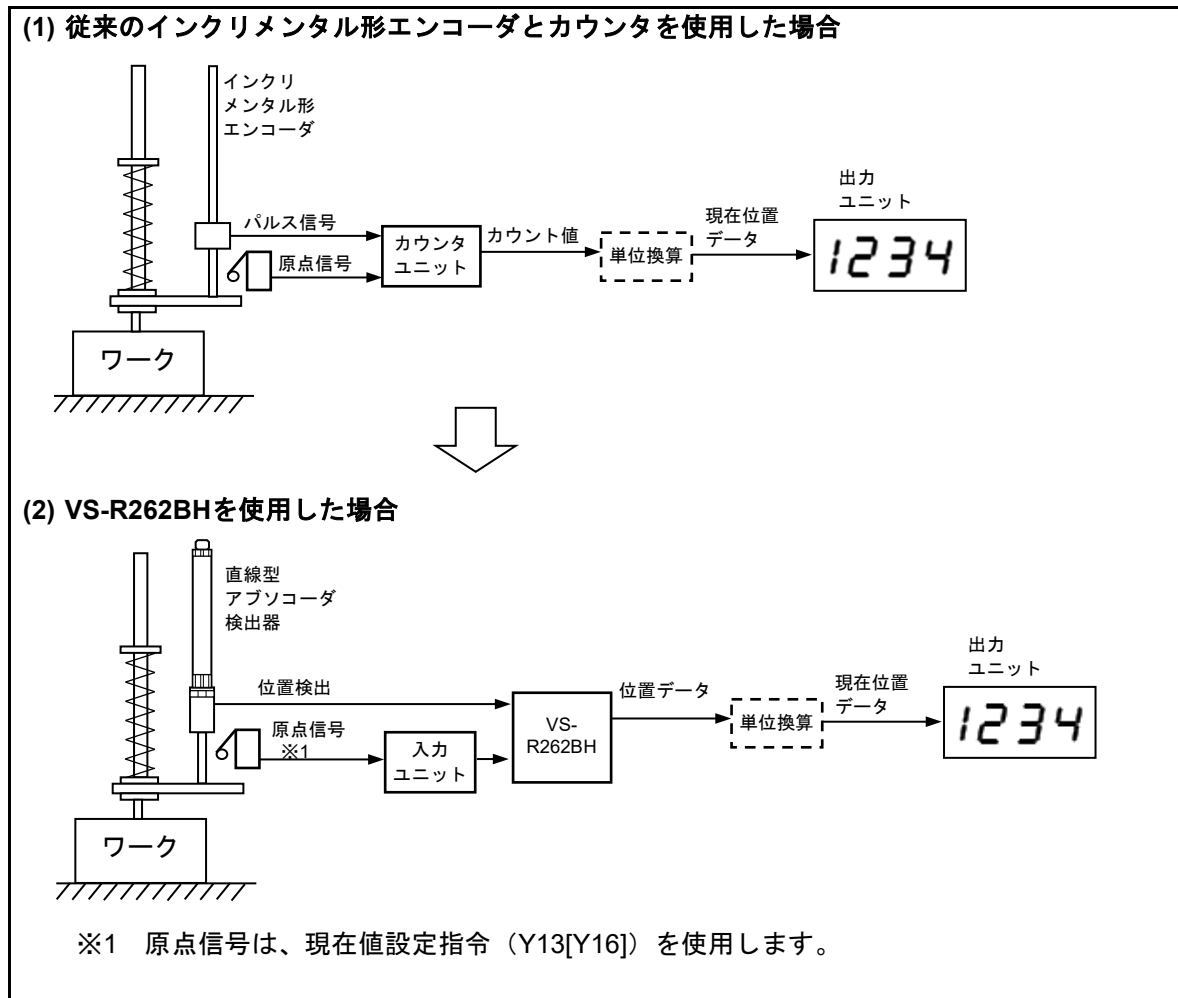 (1) 従来のインクリメンタル形エンコーダとカウンタを使用した場合
インクリ
メンタル形
エンコーダ
パルス信号
原点信号
カウンタ
ユニット
カウント値
単位換算
現在位置
データ
出力
ユニット
1234
ワーク
(2) VS-R262BHを使用した場合
直線型
アブソコーダ
検出器
位置検出
原点信号
※1
入力
ユニット
VS-
R262BH
位置データ
単位換算
現在位置
データ
出力
ユニット
1234
ワーク
※1 原点信号は、現在値設定指令（Y13[Y16]）を使用します。